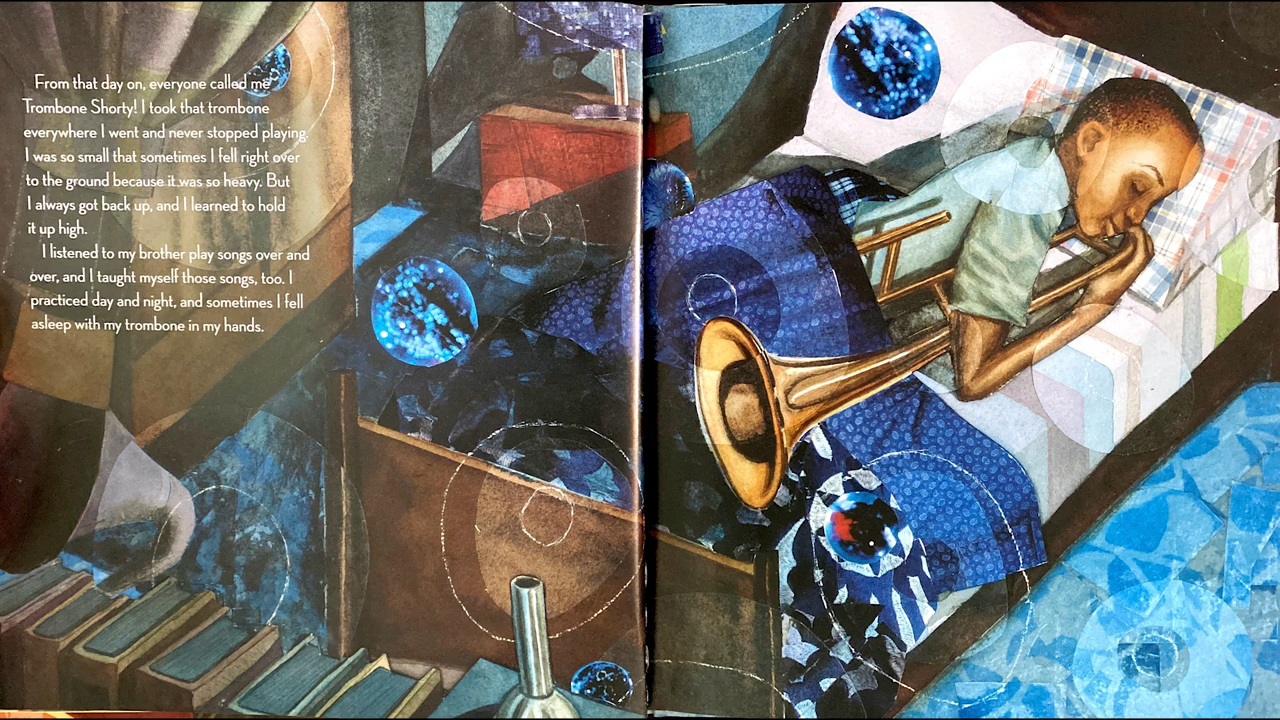 From that day on, everyone called me
Trombone Shorty! I took that trombone
everywhere I went and never stopped playing.
I was so small that sometimes I fell right over
to the ground because it was so heavy. But
I always got back up, and I learned to hold
it up high.
I listened to my brother play songs over and
over, and I taught myself those songs, too. I
practiced day and night, and sometimes I fell
asleep with my trombone in my hands.